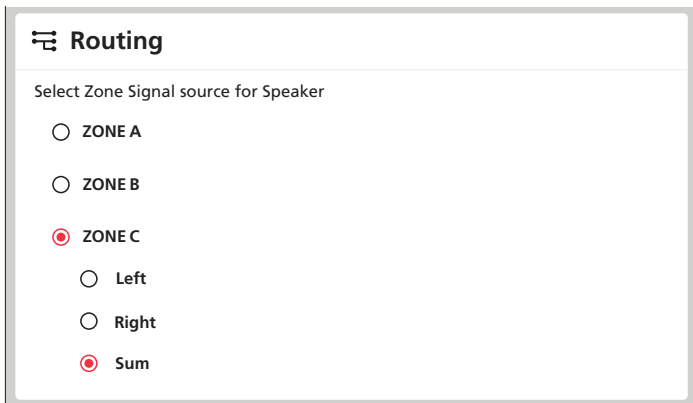 Routing
Select Zone Signal source for Speaker
ZONE A
ZONE B
ZONE C
Left
Right
Sum